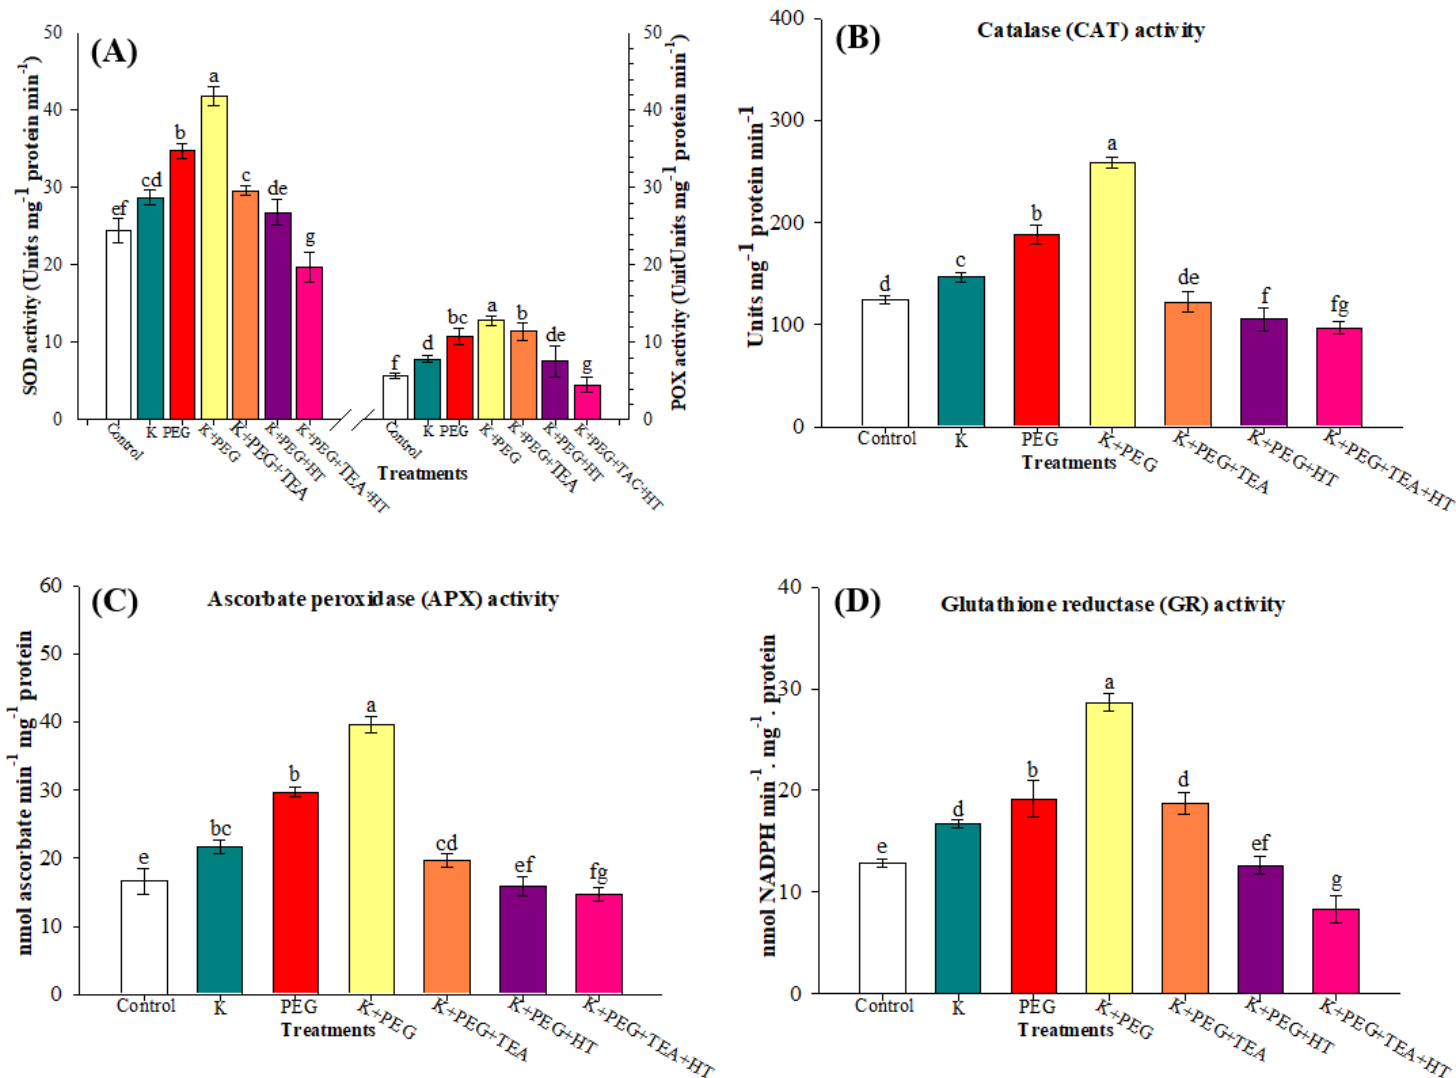 (A)
SOD activity (Units mg⁻¹ protein min⁻¹)
50
40
30
20
10
0
ef
cd
b
a
c
de
g
f
d
bc
a
b
de
g
50
40
30
20
10
0
POX activity (UnitUnits mg⁻¹ protein min⁻¹)
Control
K
PEG
K+PEG
K+PEG+TEA
K+PEG+HT
K+PEG+TEA+HT
Control
K
PEG
K+PEG
K+PEG+TEA
K+PEG+HT
K+PEG+TAC+HT
Treatments
(B)
Catalase (CAT) activity
Units mg⁻¹ protein min⁻¹
400
300
200
100
0
d
c
b
a
de
f
fg
Control
K
PEG
K+PEG
K+PEG+TEA
K+PEG+HT
K+PEG+TEA+HT
Treatments
(C)
Ascorbate peroxidase (APX) activity
nmol ascorbate min⁻¹ mg⁻¹ protein
60
50
40
30
20
10
0
e
bc
b
a
cd
ef
fg
Control
K
PEG
K+PEG
K+PEG+TEA
K+PEG+HT
K+PEG+TEA+HT
Treatments
(D)
Glutathione reductase (GR) activity
nmol NADPH min⁻¹. mg⁻¹. protein
40
30
20
10
0
e
d
b
a
d
ef
g
Control
K
PEG
K+PEG
K+PEG+TEA
K+PEG+HT
K+PEG+TEA+HT
Treatments